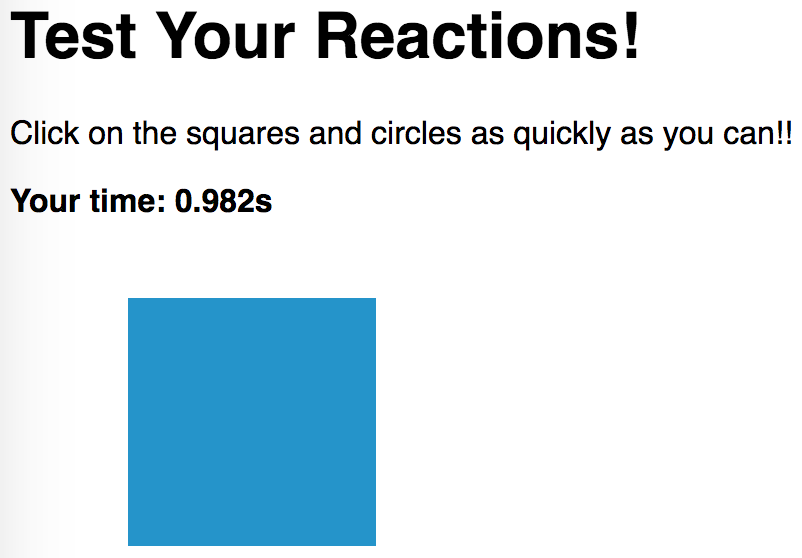 Test Your Reactions!
Click on the squares and circles as quickly as you can!!
Your time: 0.982s